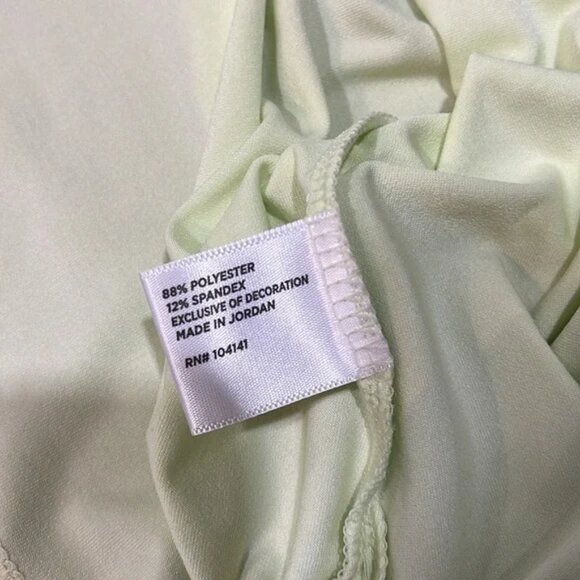 88% POLYESTER
12% SPANDEX
EXCLUSIVE OF DECORATION
MADE IN JORDAN
RN# 104141